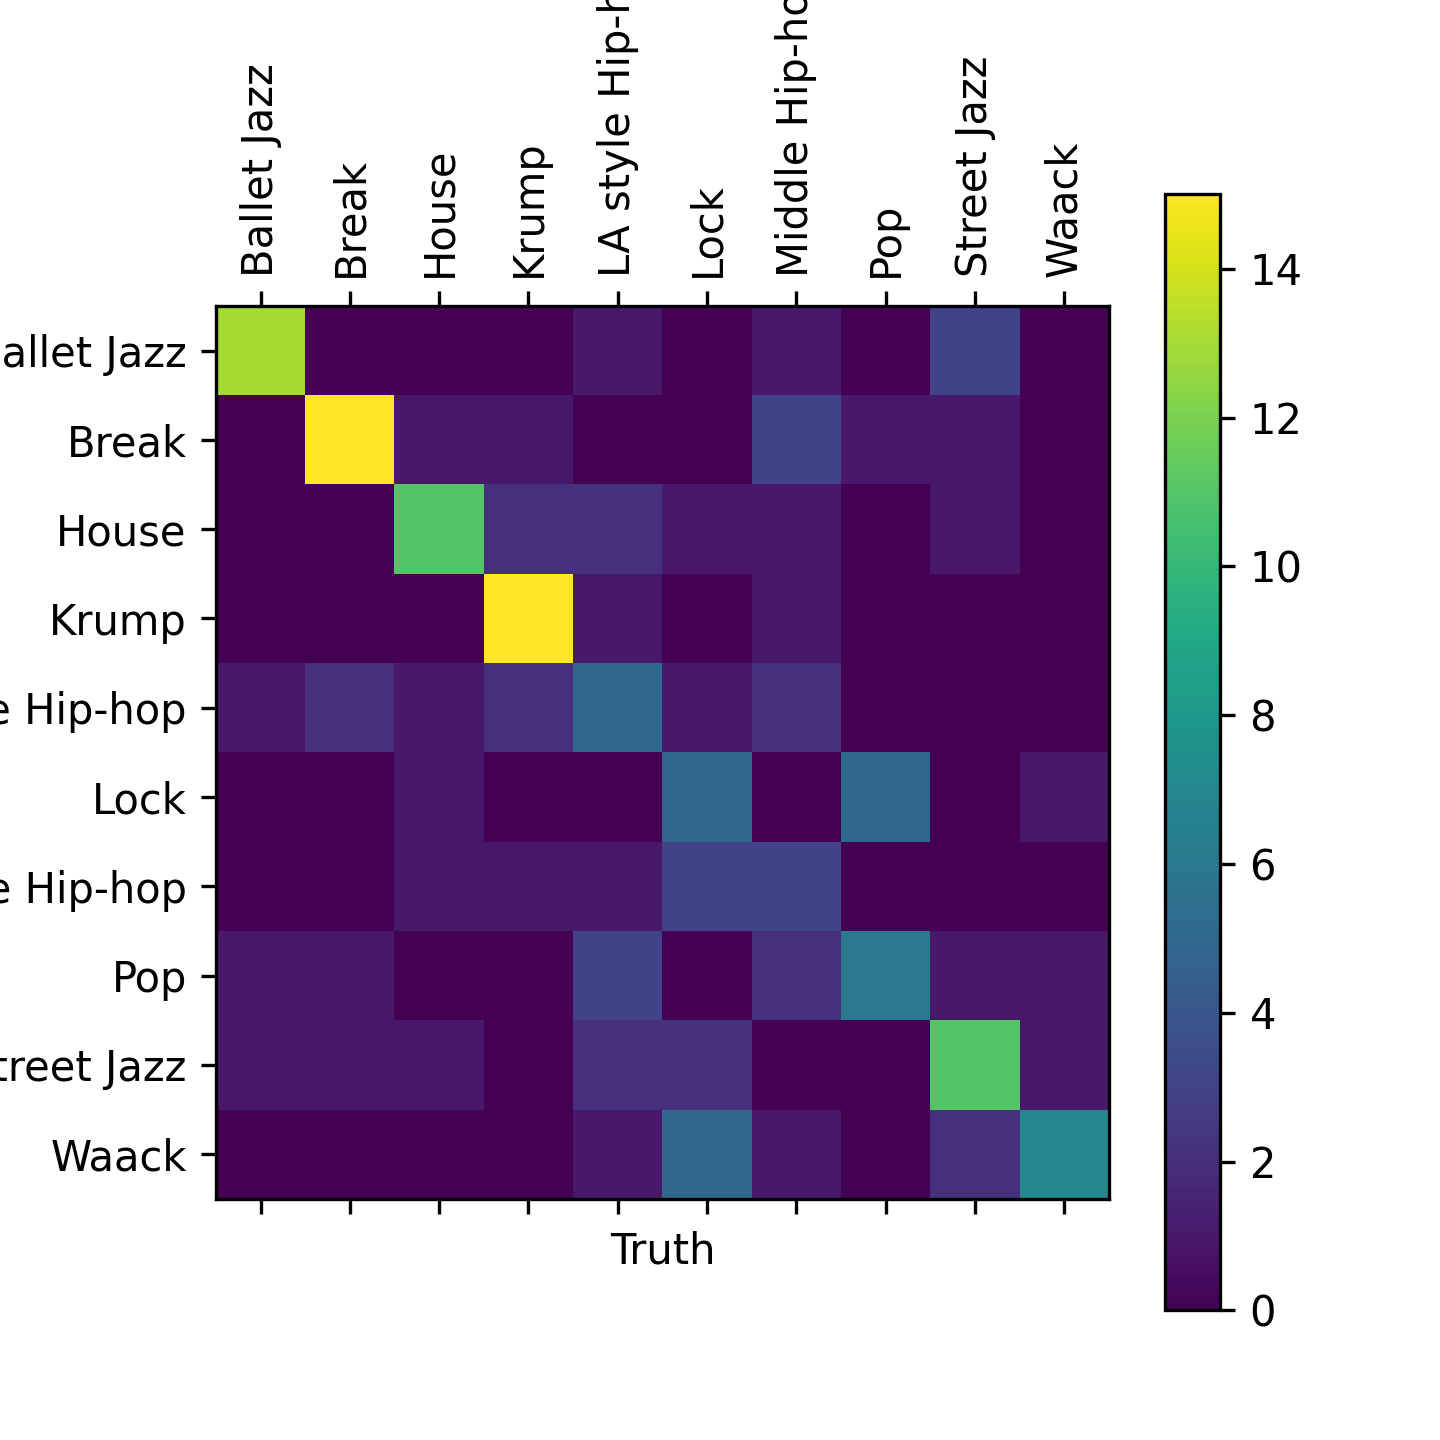 Ballet Jazz
Break
House
Krump
LA style Hip-h
Lock
Middle Hip-ho
Pop
Street Jazz
Waack
allet Jazz
Break
House
Krump
e Hip-hop
Lock
e Hip-hop
Pop
treet Jazz
Waack
Truth
14
12
10
8
6
4
2
0